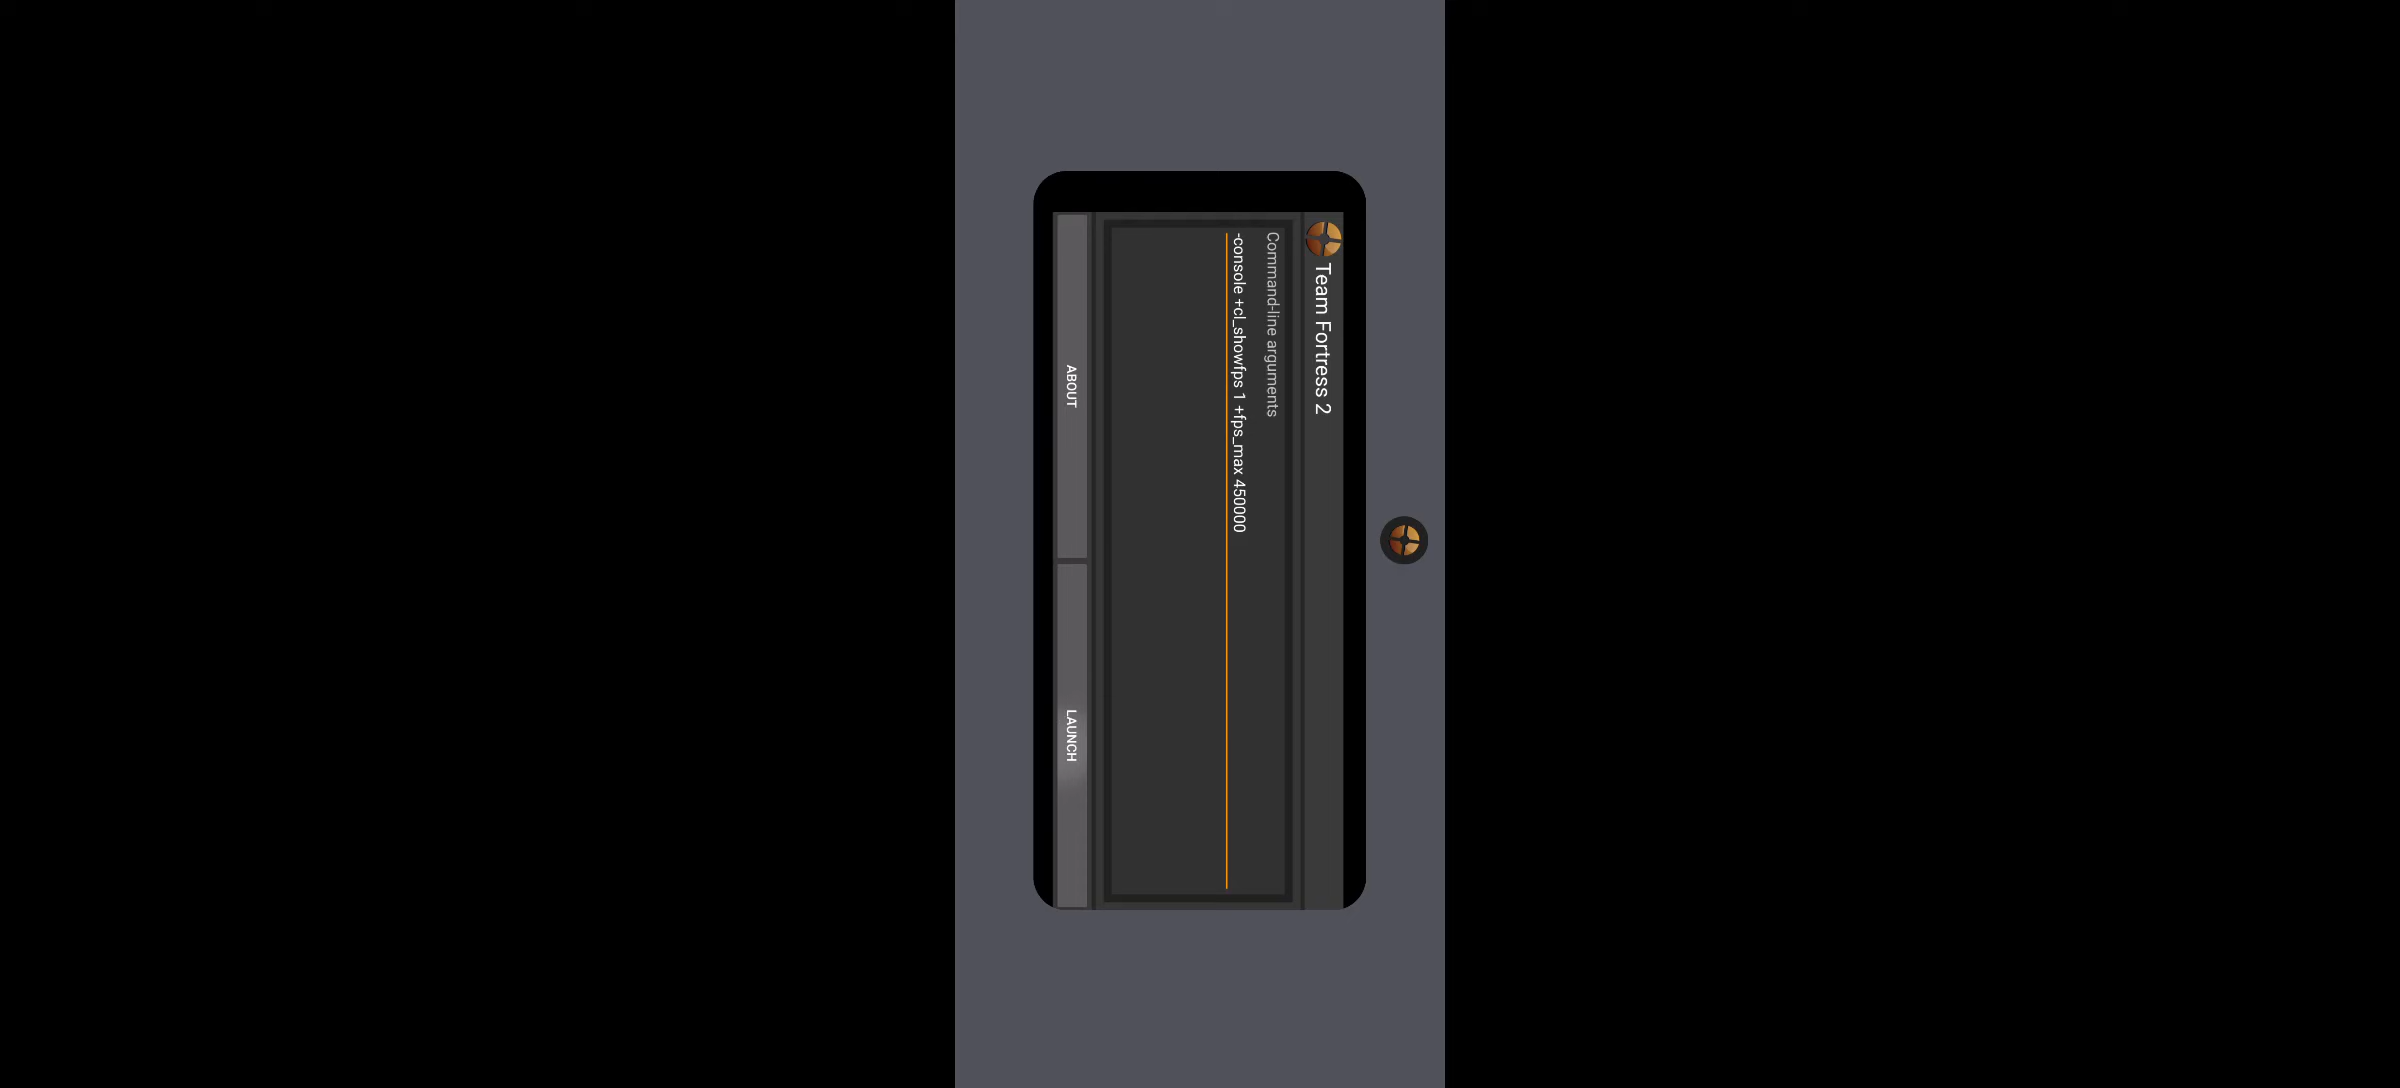 Team Fortress 2
Command-line arguments
-console +cl_showfps 1 +fps_max 450000
ABOUT
LAUNCH